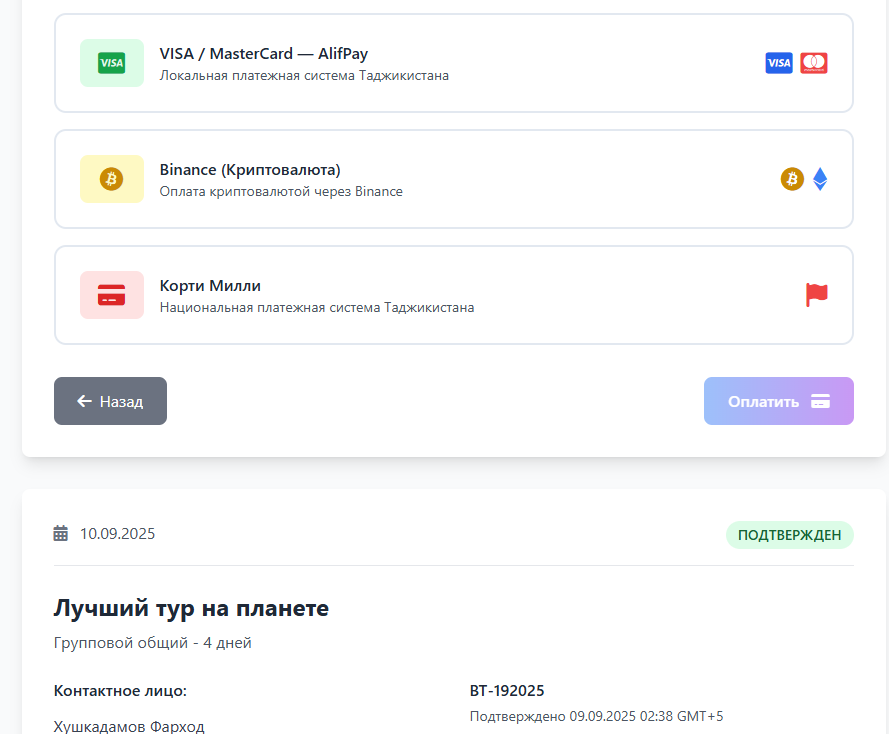 VISA
VISA / MasterCard — AlifPay
Локальная платежная система Таджикистана
VISA
Binance (Криптовалюта)
Оплата криптовалютой через Binance
Корти Милли
Национальная платежная система Таджикистана
Назад
Оплатить
10.09.2025
ПОДТВЕРЖДЕН
Лучший тур на планете
Групповой общий - 4 дней
Контактное лицо:
Хушкадамов Фарход
BT-192025
Подтверждено 09.09.2025 02:38 GMT+5